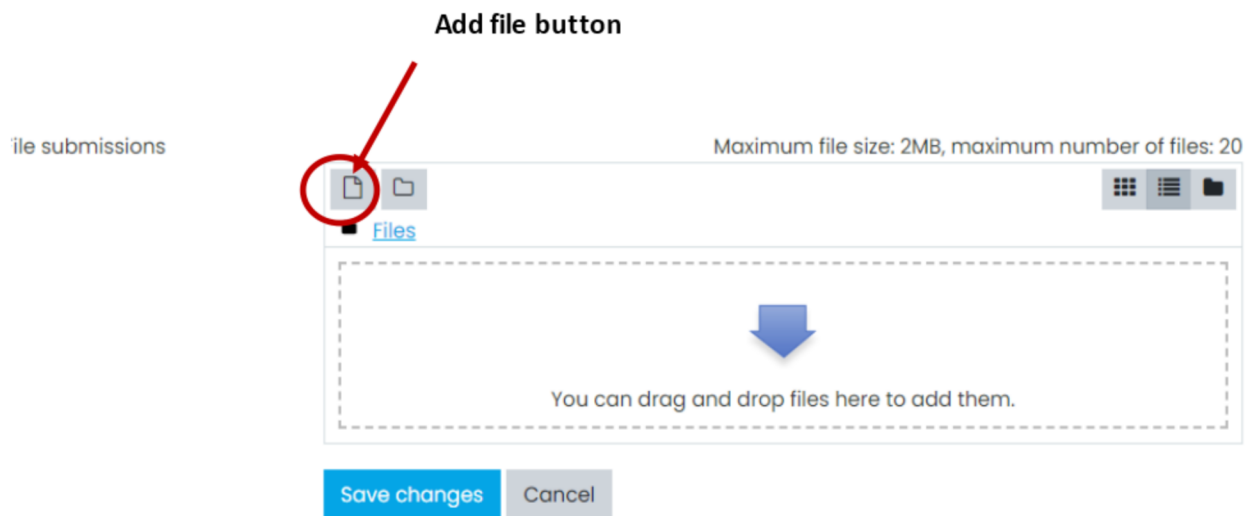 Add file button
ile submissions
Maximum file size: 2MB, maximum number of files: 20
Files
You can drag and drop files here to add them.
Save changes
Cancel